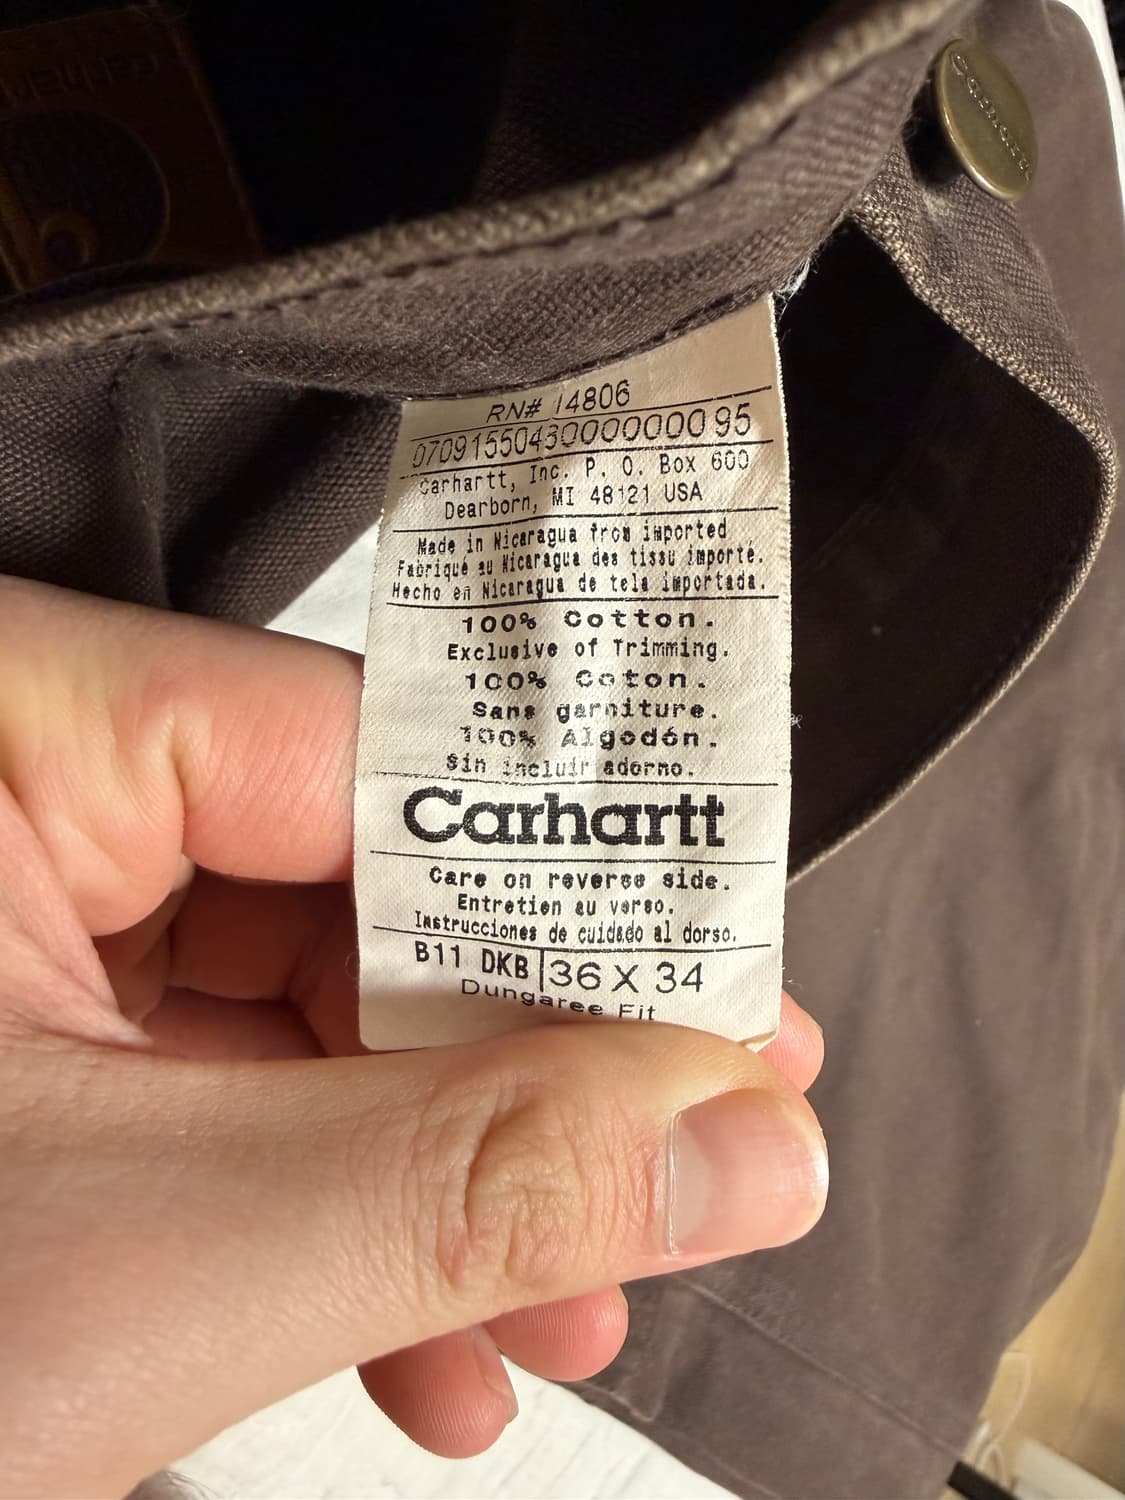 Carhartt
RN# 14806
0709155043000000095
Carhartt, Inc. P. O. Box 600
Dearborn, MI 48121 USA
Made in Nicaragua from imported
Fabriqué au Nicaragua des tissu importé.
Hecho en Nicaragua de tela importada.
100% Cotton.
Exclusive of Trimming.
100% Coton.
Sans garniture.
100% Algodón.
Sin incluir adorno.
Carhartt
Care on reverse side.
Entretien au verso.
Instrucciones de cuidado al dorso.
B11 DKB 36 X 34
Dungaree Fit